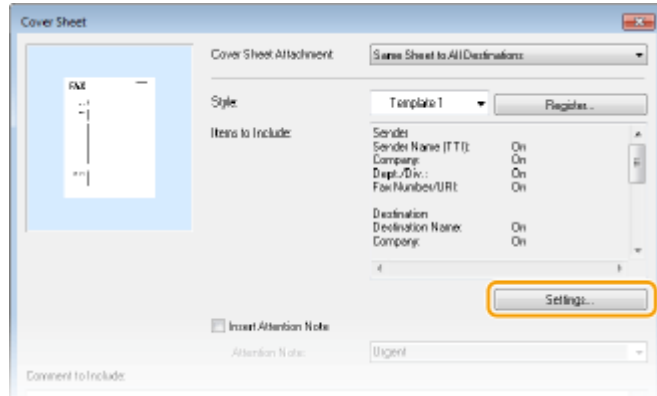 Cover Sheet
Cover Sheet Attachment:
Same Sheet to All Destinations
FAX
Style:
Template 1
Register...
Items to Include:
Sender
Sender Name (TTI): On
Company: On
Dept./Div.: On
Fax Number/URI: On
Destination
Destination Name: On
Company: On
Settings...
Insert Attention Note
Attention Note:
Urgent
Comment to Include: